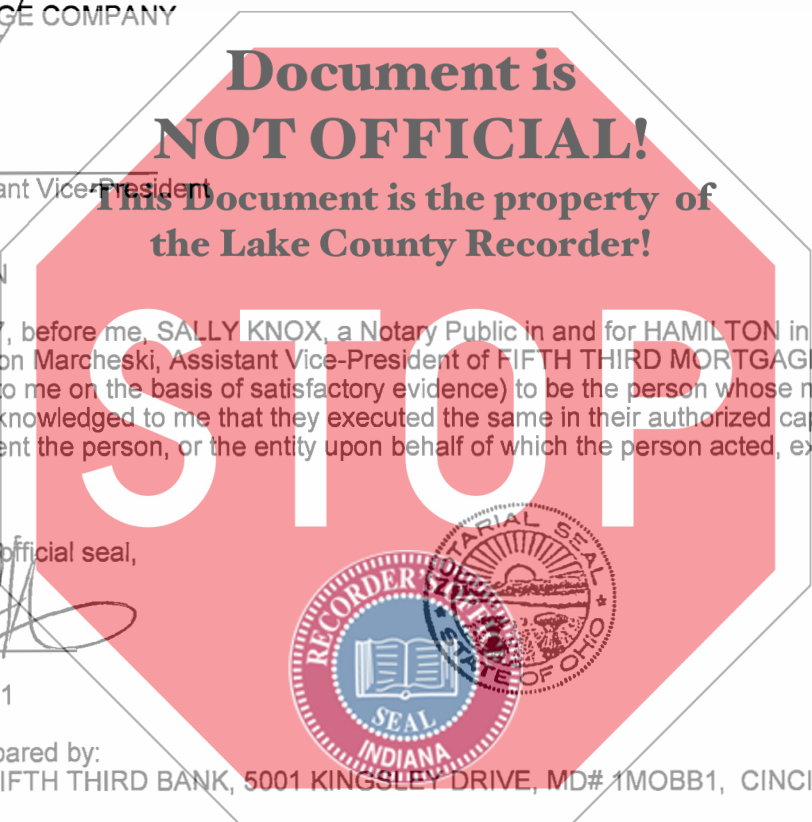 GE COMPANY
Document is
NOT OFFICIAL!
ant Vice-President
This Document is the property of
the Lake County Recorder!
N
7, before me, SALLY KNOX, a Notary Public in and for HAMILTON in
on Marcheski, Assistant Vice-President of FIFTH THIRD MORTGAG
to me on the basis of satisfactory evidence) to be the person whose
knowledged to me that they executed the same in their authorized cap
ent the person, or the entity upon behalf of which the person acted, ex
STOP
official seal,
NOTARIAL SEAL
STATE OF OHIO
RECORDER'S OFFICE
SEAL
INDIANA
1
pared by:
IFTH THIRD BANK, 5001 KINGSLEY DRIVE, MD# 1MOBB1, CINCI